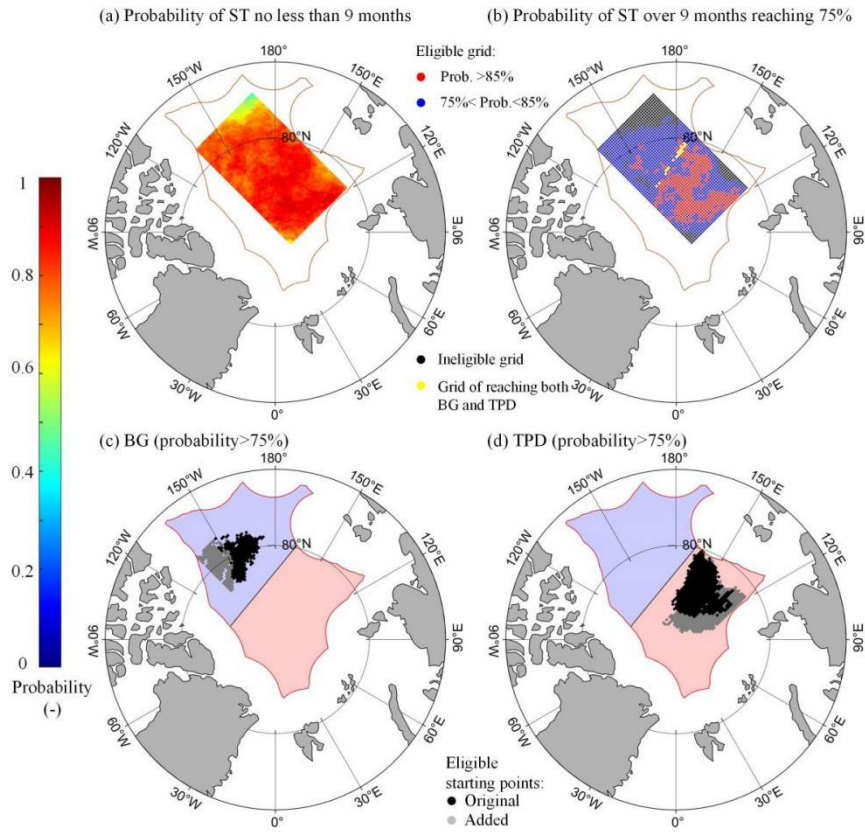 (a) Probability of ST no less than 9 months
(b) Probability of ST over 9 months reaching 75%
180°
150°W
150°E
120°W
120°E
80°N
90°W
90°E
60°W
60°E
30°W
30°E
0°
Eligible grid:
Prob. >85%
75%< Prob.<85%
180°
150°W
150°E
120°W
120°E
80°N
90°W
90°E
60°W
60°E
30°W
30°E
0°
1
0.8
0.6
0.4
0.2
0
Probability
(-)
Ineligible grid
Grid of reaching both
BG and TPD
(c) BG (probability>75%)
(d) TPD (probability>75%)
180°
150°W
150°E
120°W
120°E
80°N
90°W
90°E
60°W
60°E
30°W
30°E
0°
180°
150°W
150°E
120°W
120°E
80°N
90°W
90°E
60°W
60°E
30°W
30°E
0°
Eligible
starting points:
Original
Added